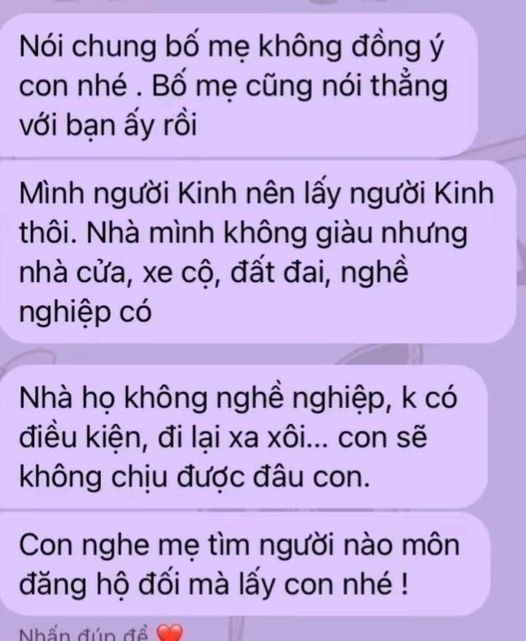 Nói chung bố mẹ không đồng ý
con nhé . Bố mẹ cũng nói thẳng
với bạn ấy rồi
Mình người Kinh nên lấy người Kinh
thôi. Nhà mình không giàu nhưng
nhà cửa, xe cộ, đất đai, nghề
nghiệp có
Nhà họ không nghề nghiệp, k có
điều kiện, đi lại xa xôi... con sẽ
không chịu được đâu con.
Con nghe mẹ tìm người nào môn
đăng hộ đối mà lấy con nhé !
Nhấn đúp để ❤️